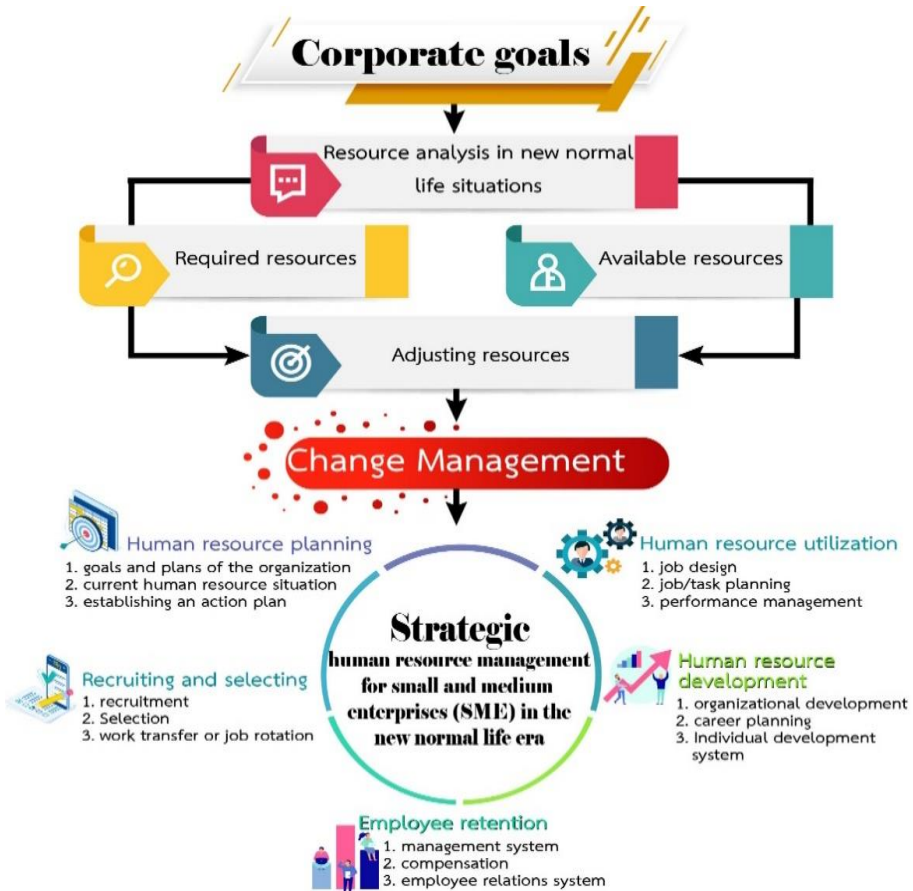 Corporate goals
Resource analysis in new normal
life situations
Required resources
Available resources
Adjusting resources
Change Management
Human resource planning
1. goals and plans of the organization
2. current human resource situation
3. establishing an action plan
Human resource utilization
1. job design
2. job/task planning
3. performance management
Strategic
human resource management
for small and medium
enterprises (SME) in the
new normal life era
Recruiting and selecting
1. recruitment
2. Selection
3. work transfer or job rotation
Human resource
development
1. organizational development
2. career planning
3. Individual development
system
Employee retention
1. management system
2. compensation
3. employee relations system